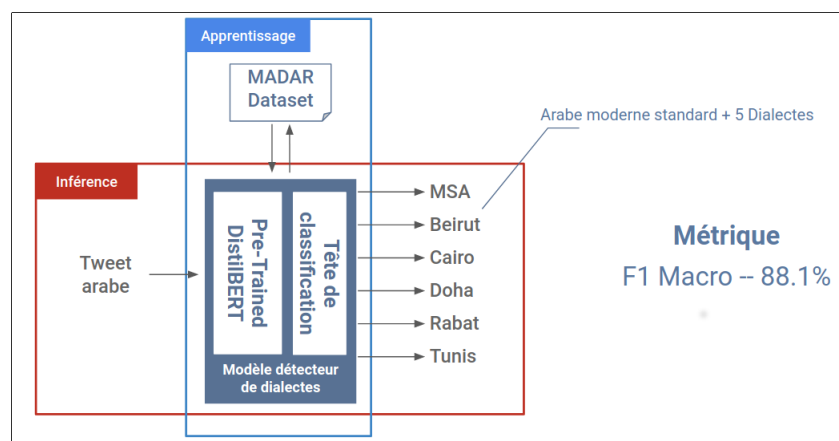 Apprentissage
MADAR
Dataset
Arabe moderne standard + 5 Dialectes
Inférence
Tweet
arabe
Pre-Trained
DistilBERT
Tête de
classification
Modèle détecteur
de dialectes
MSA
Beirut
Cairo
Doha
Rabat
Tunis
Métrique
F1 Macro -- 88.1%